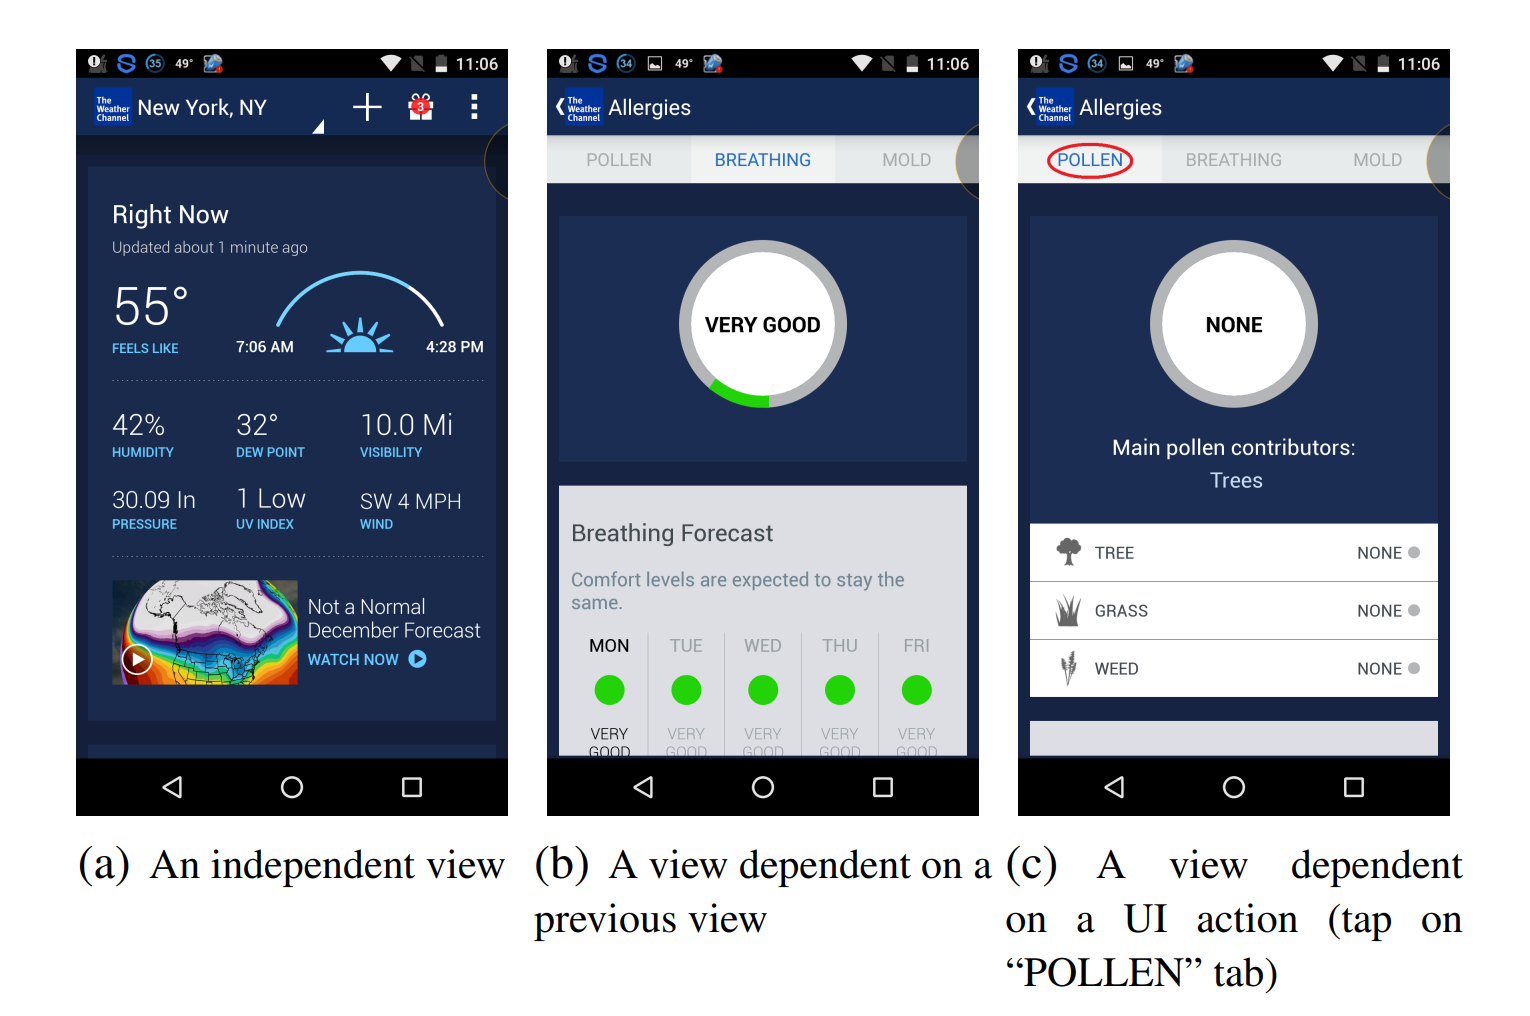 35 49° 11:06
The Weather Channel New York, NY 3
Right Now
Updated about 1 minute ago
55°
FEELS LIKE
7:06 AM 4:28 PM
42% 32° 10.0 Mi
HUMIDITY DEW POINT VISIBILITY
30.09 In 1 Low SW 4 MPH
PRESSURE UV INDEX WIND
Not a Normal
December Forecast
WATCH NOW
(a) An independent view
34 49° 11:06
The Weather Channel Allergies
POLLEN BREATHING MOLD
VERY GOOD
Breathing Forecast
Comfort levels are expected to stay the
same.
MON TUE WED THU FRI
VERY VERY VERY VERY VERY
GOOD GOOD GOOD GOOD GOOD
(b) A view dependent on a
previous view
34 49° 11:06
The Weather Channel Allergies
POLLEN BREATHING MOLD
NONE
Main pollen contributors:
Trees
TREE NONE
GRASS NONE
WEED NONE
(c) A view dependent
on a UI action (tap on
“POLLEN” tab)